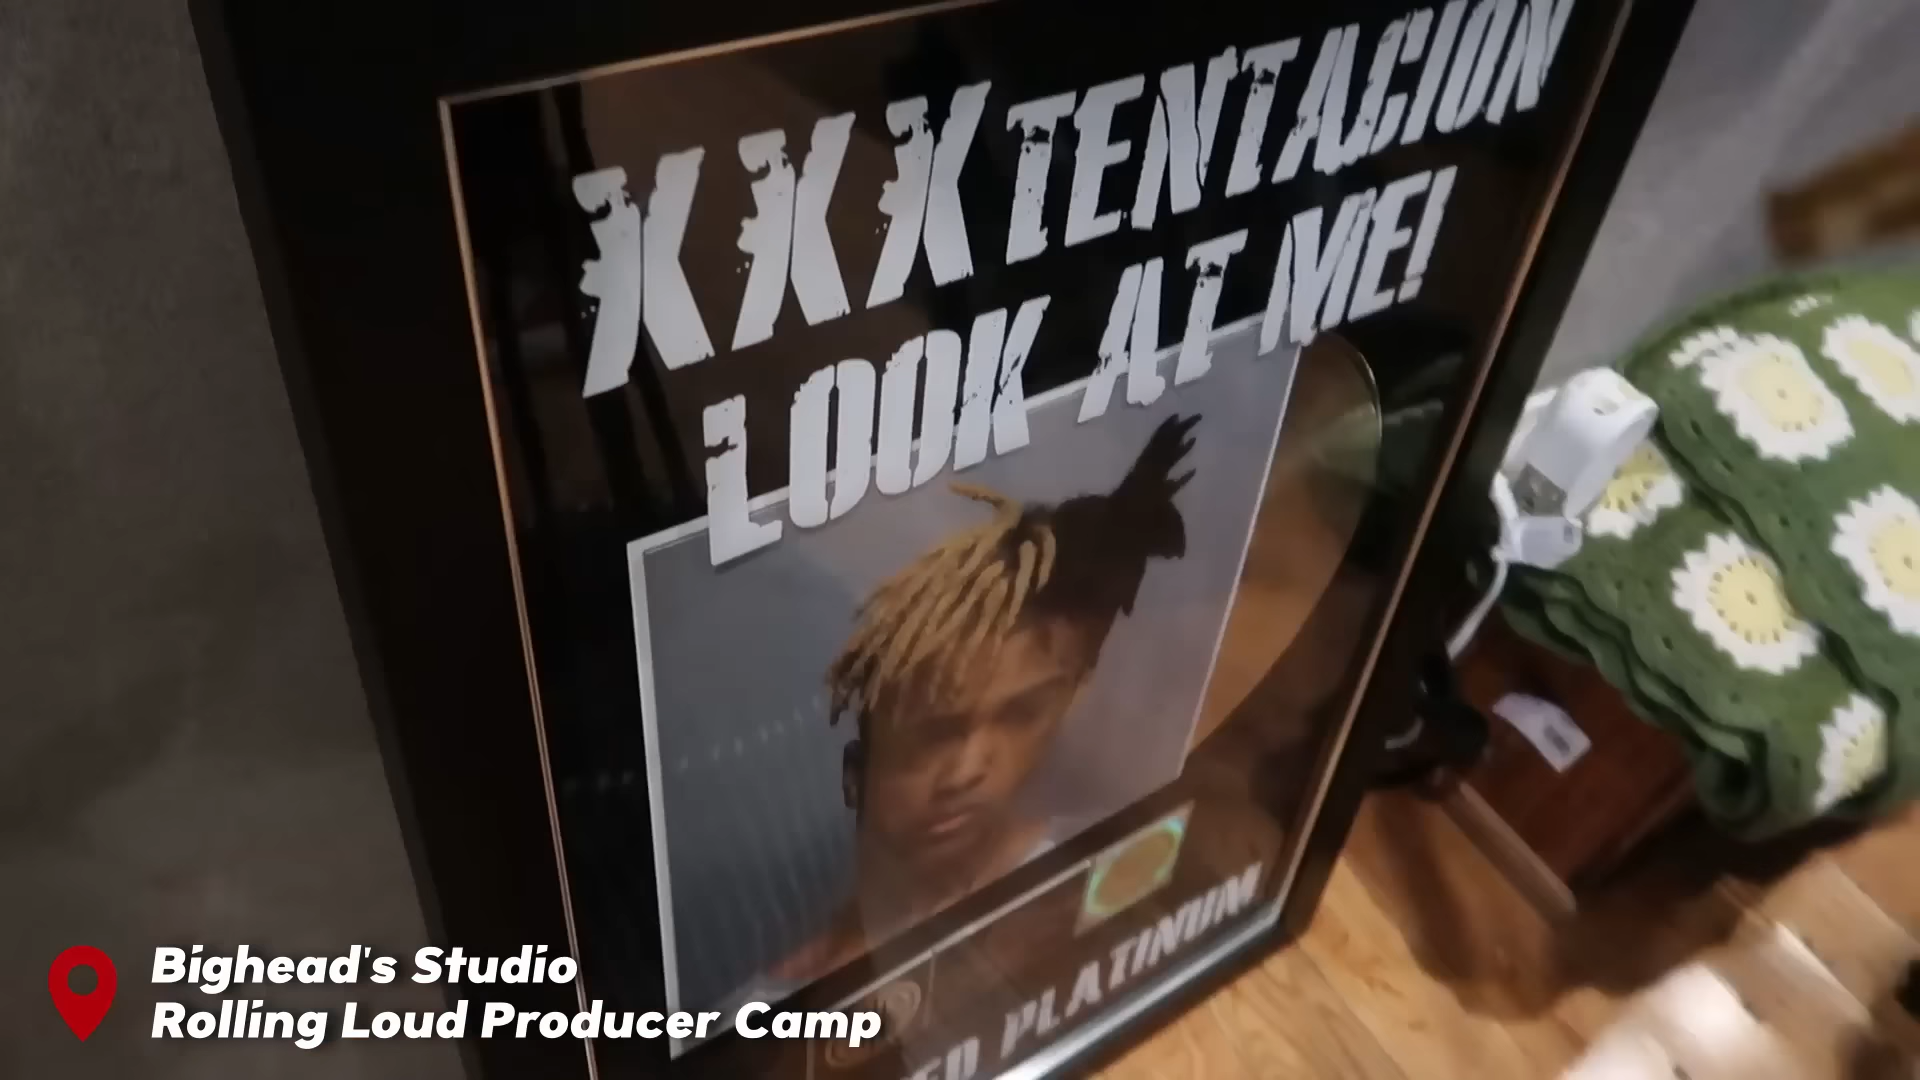 XXXTENTACION
LOOK AT ME!
PLATINUM
Bighead's Studio
Rolling Loud Producer Camp